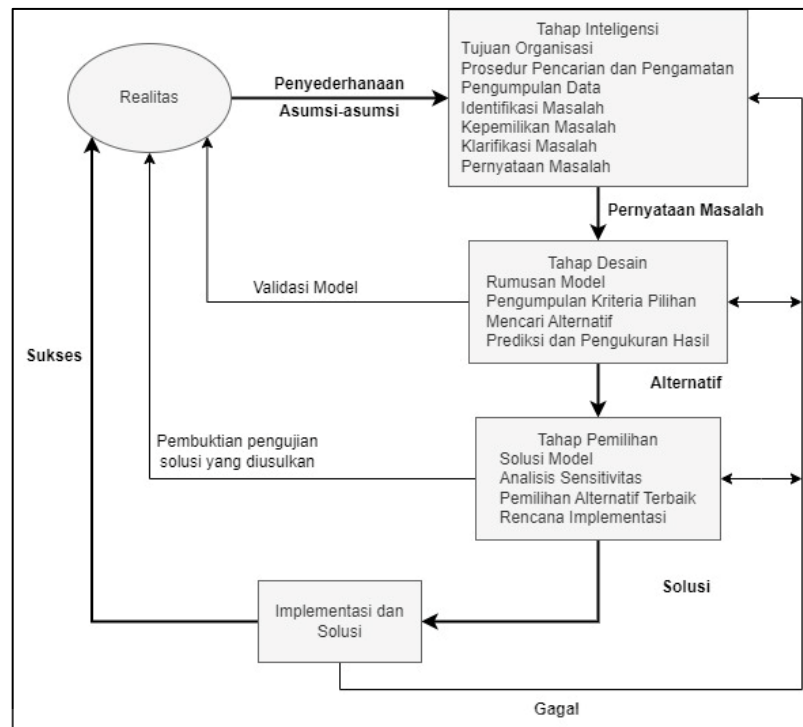 Realitas
Penyederhanaan
Asumsi-asumsi
Tahap Inteligensi
Tujuan Organisasi
Prosedur Pencarian dan Pengamatan
Pengumpulan Data
Identifikasi Masalah
Kepemilikan Masalah
Klarifikasi Masalah
Pernyataan Masalah
Pernyataan Masalah
Tahap Desain
Rumusan Model
Pengumpulan Kriteria Pilihan
Mencari Alternatif
Prediksi dan Pengukuran Hasil
Validasi Model
Sukses
Alternatif
Tahap Pemilihan
Solusi Model
Analisis Sensitivitas
Pemilihan Alternatif Terbaik
Rencana Implementasi
Pembuktian pengujian
solusi yang diusulkan
Solusi
Implementasi dan
Solusi
Gagal